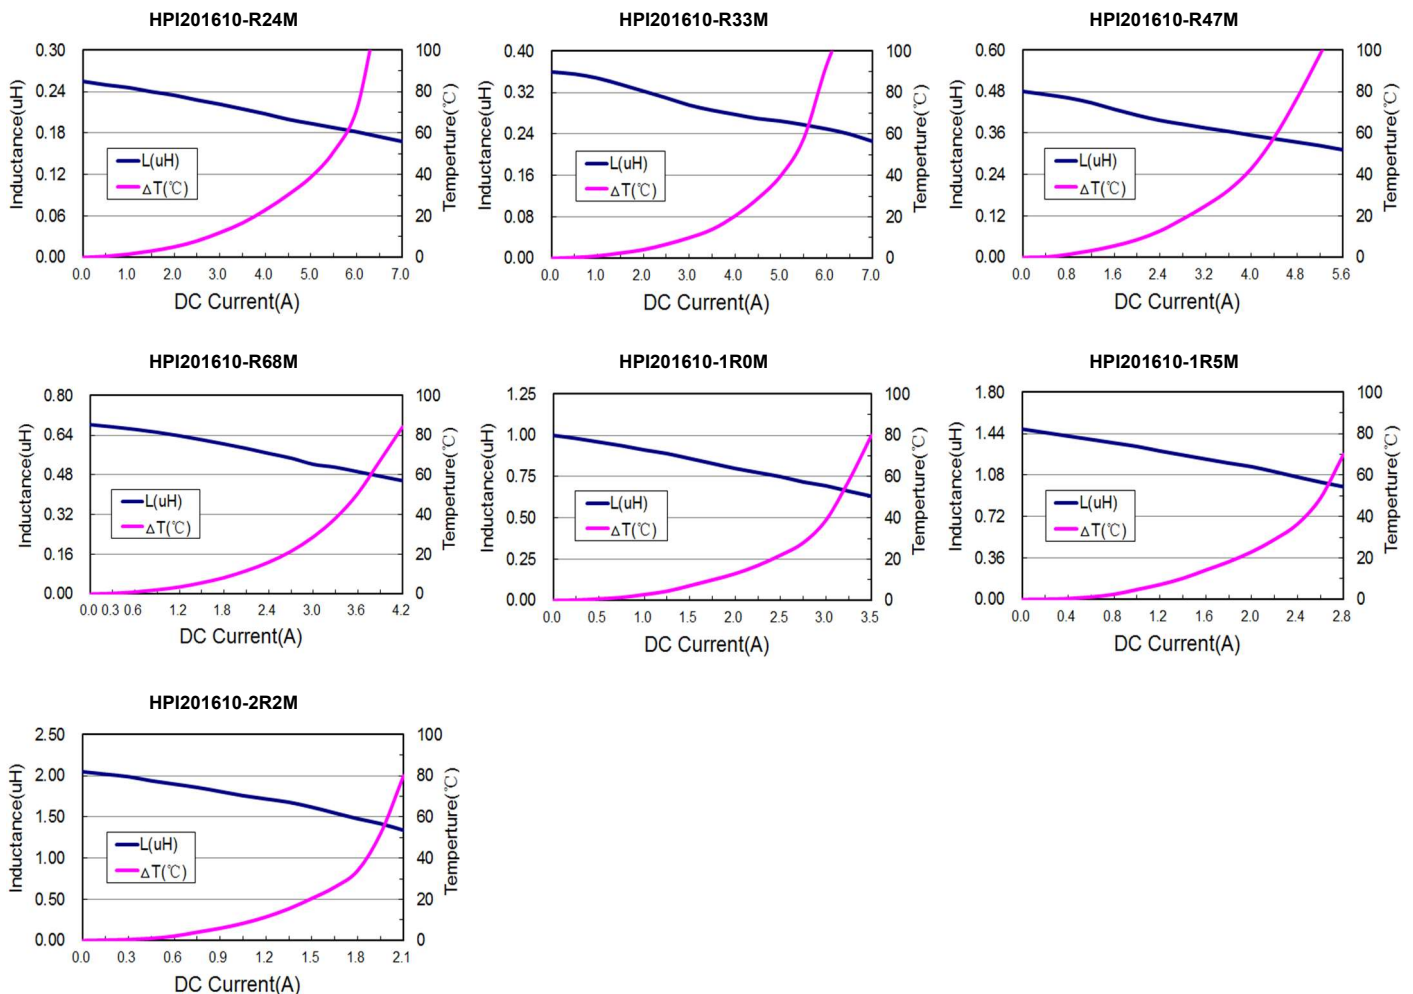 HPI201610-R24M
0.30
0.24
0.18
0.12
0.06
0.00
Inductance(uH)
L(uH)
△T(℃)
100
80
60
40
20
0
Temperture(℃)
0.0 1.0 2.0 3.0 4.0 5.0 6.0 7.0
DC Current(A)
HPI201610-R33M
0.40
0.32
0.24
0.16
0.08
0.00
Inductance(uH)
L(uH)
△T(℃)
100
80
60
40
20
0
Temperture(℃)
0.0 1.0 2.0 3.0 4.0 5.0 6.0 7.0
DC Current(A)
HPI201610-R47M
0.60
0.48
0.36
0.24
0.12
0.00
Inductance(uH)
L(uH)
△T(℃)
100
80
60
40
20
0
Temperture(℃)
0.0 0.8 1.6 2.4 3.2 4.0 4.8 5.6
DC Current(A)
HPI201610-R68M
0.80
0.64
0.48
0.32
0.16
0.00
Inductance(uH)
L(uH)
△T(℃)
100
80
60
40
20
0
Temperture(℃)
0.0 0.3 0.6 1.2 1.8 2.4 3.0 3.6 4.2
DC Current(A)
HPI201610-1R0M
1.25
1.00
0.75
0.50
0.25
0.00
Inductance(uH)
L(uH)
△T(℃)
100
80
60
40
20
0
Temperture(℃)
0.0 0.5 1.0 1.5 2.0 2.5 3.0 3.5
DC Current(A)
HPI201610-1R5M
1.80
1.44
1.08
0.72
0.36
0.00
Inductance(uH)
L(uH)
△T(℃)
100
80
60
40
20
0
Temperture(℃)
0.0 0.4 0.8 1.2 1.6 2.0 2.4 2.8
DC Current(A)
HPI201610-2R2M
2.50
2.00
1.50
1.00
0.50
0.00
Inductance(uH)
L(uH)
△T(℃)
100
80
60
40
20
0
Temperture(℃)
0.0 0.3 0.6 0.9 1.2 1.5 1.8 2.1
DC Current(A)